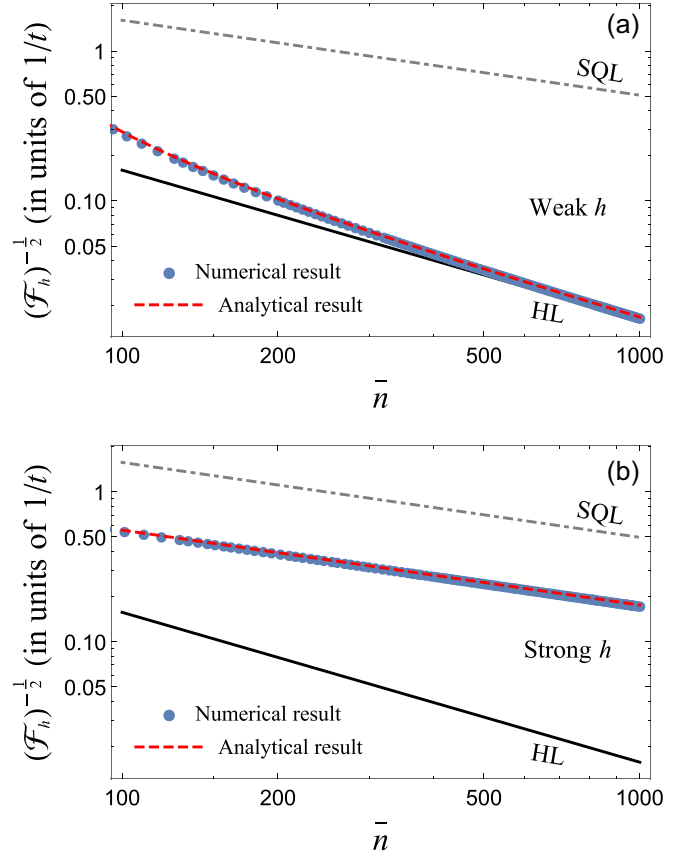 (a)
(ℱₕ)^{-1/2} (in units of 1/t)
1
0.50
0.10
0.05
SQL
Weak h
Numerical result
Analytical result
HL
100
200
500
1000
n̄
(b)
(ℱₕ)^{-1/2} (in units of 1/t)
1
0.50
0.10
0.05
SQL
Strong h
Numerical result
Analytical result
HL
100
200
500
1000
n̄